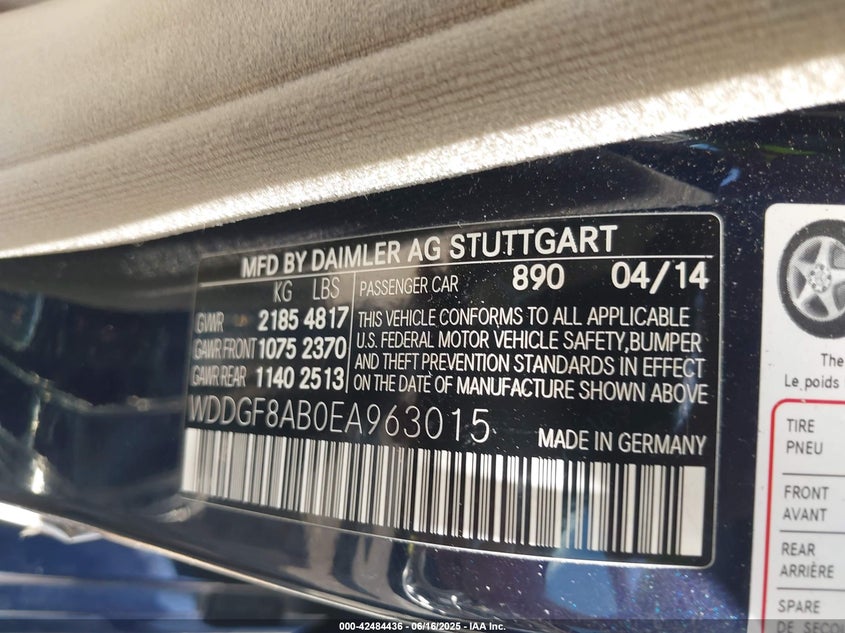 MFD BY DAIMLER AG STUTTGART
KG LBS
GVWR 2185 4817
GAWR FRONT 1075 2370
GAWR REAR 1140 2513
PASSENGER CAR 890 04/14
THIS VEHICLE CONFORMS TO ALL APPLICABLE
U.S. FEDERAL MOTOR VEHICLE SAFETY,BUMPER
AND THEFT PREVENTION STANDARDS IN EFFECT
ON THE DATE OF MANUFACTURE SHOWN ABOVE
WDDGF8AB0EA963015
MADE IN GERMANY
The
Le poids
TIRE
PNEU
FRONT
AVANT
REAR
ARRIÈRE
SPARE
DE
000-42484436 - 06/16/2025 - IAA Inc.